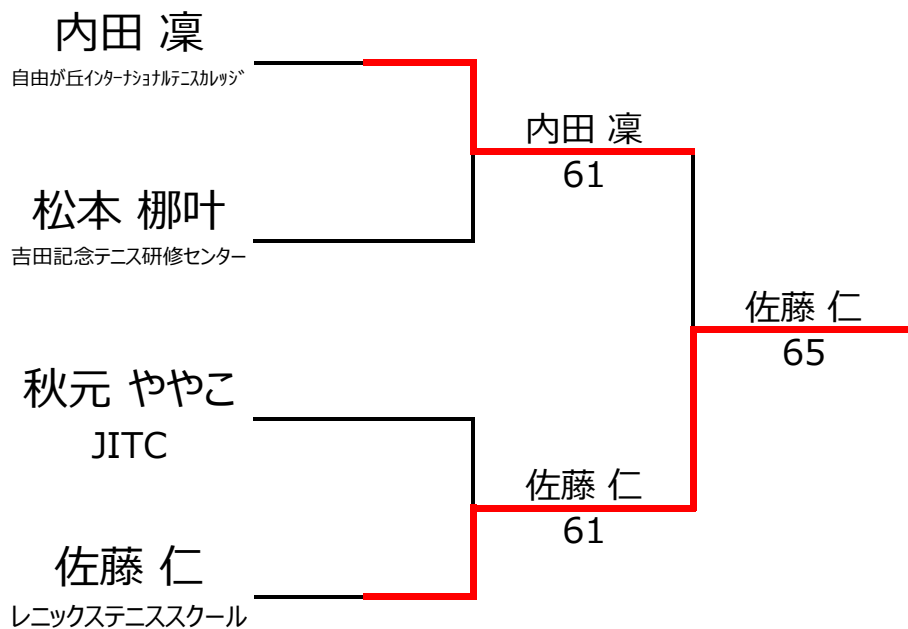 内田 凜
自由が丘ｲﾝﾀｰﾅｼｮﾅﾙﾃﾆｽｶﾚｯｼﾞ
内田 凜
61
松本 梛叶
吉田記念テニス研修センター
佐藤 仁
65
秋元 ややこ
JITC
佐藤 仁
61
佐藤 仁
レニックステニススクール